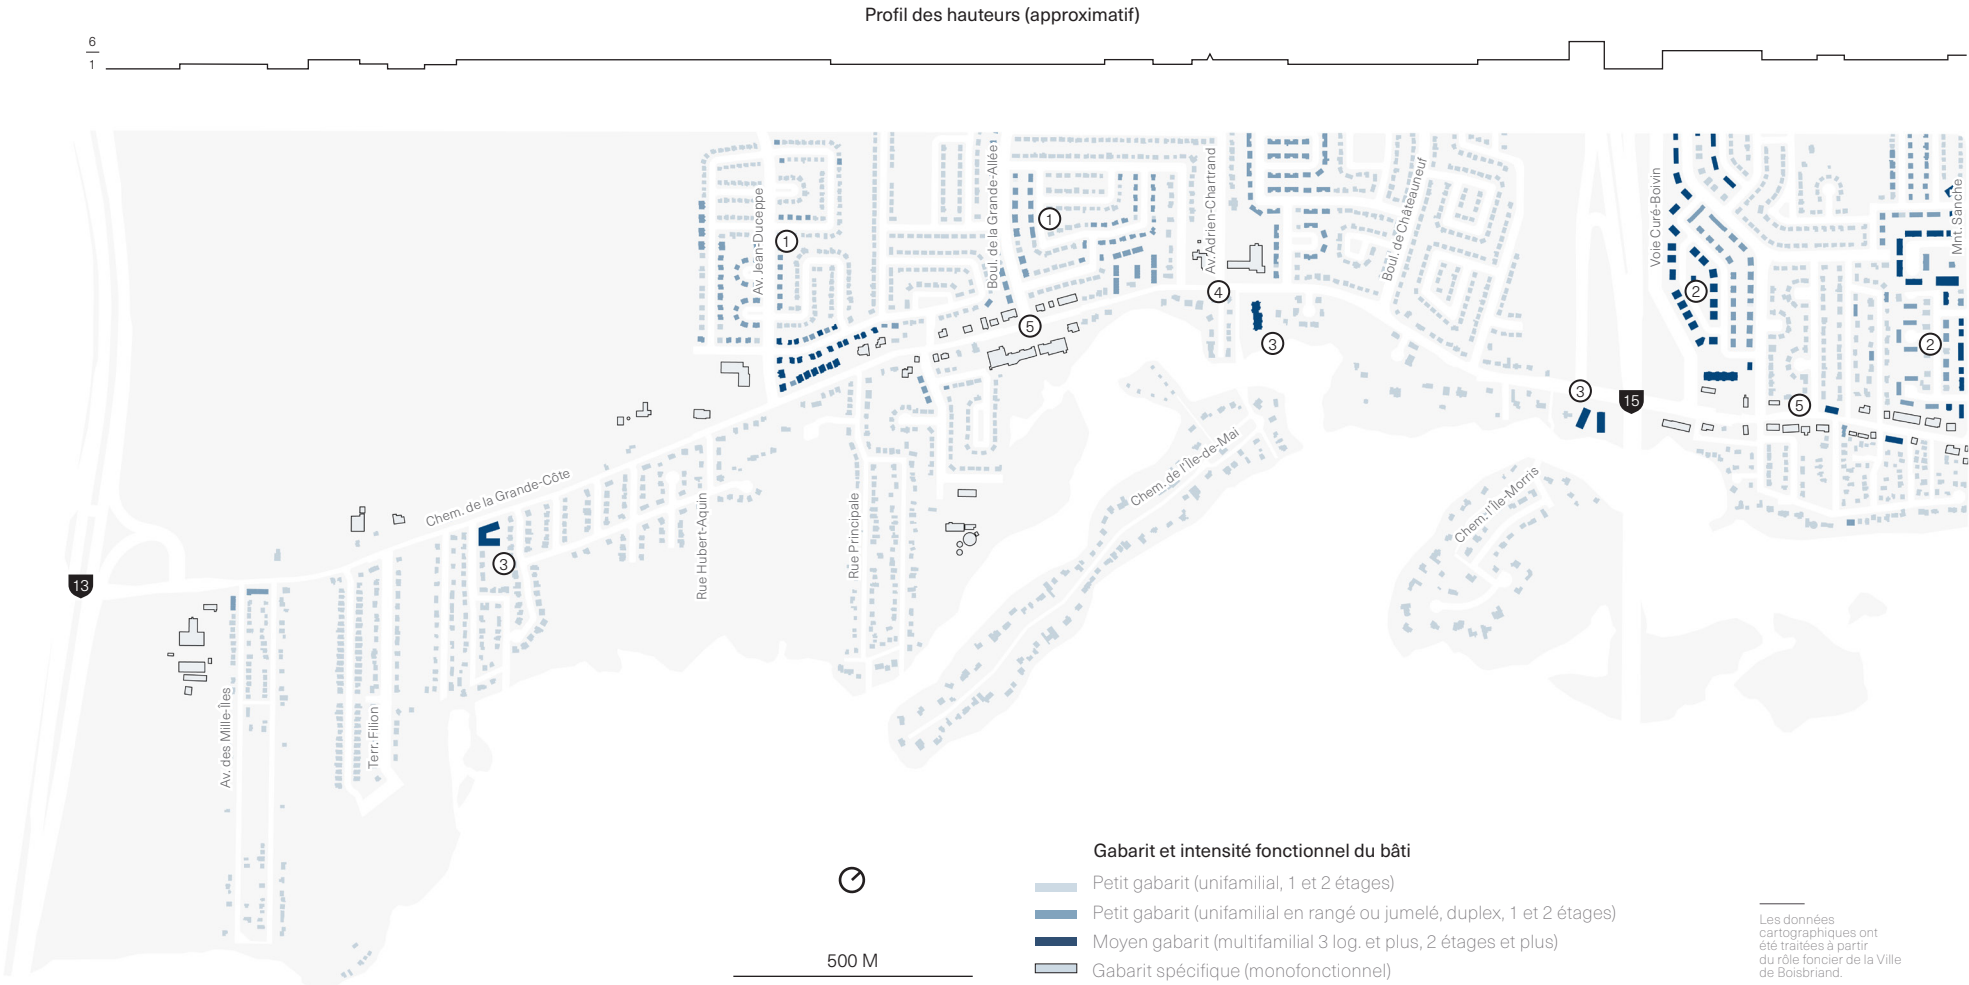 Profil des hauteurs (approximatif)
6
1
Av. Jean-Duceppe
Boul. de la Grande-Allée
Av. Adrien-Chartrand
Boul. de Châteauneuf
Voie Curé-Boivin
Mnt. Sanche
1
1
2
2
4
5
3
3
15
5
Chem. de la Grande-Côte
Chem. de l'Île-de-Mai
Chem. l'Île-Morris
Rue Hubert-Aquin
Rue Principale
3
13
Av. des Mille-Îles
Terr. Filion
500 M
Gabarit et intensité fonctionnel du bâti
Petit gabarit (unifamilial, 1 et 2 étages)
Petit gabarit (unifamilial en rangé ou jumelé, duplex, 1 et 2 étages)
Moyen gabarit (multifamilial 3 log. et plus, 2 étages et plus)
Gabarit spécifique (monofonctionnel)
Les données
cartographiques ont
été traitées à partir
du rôle foncier de la Ville
de Boisbriand.